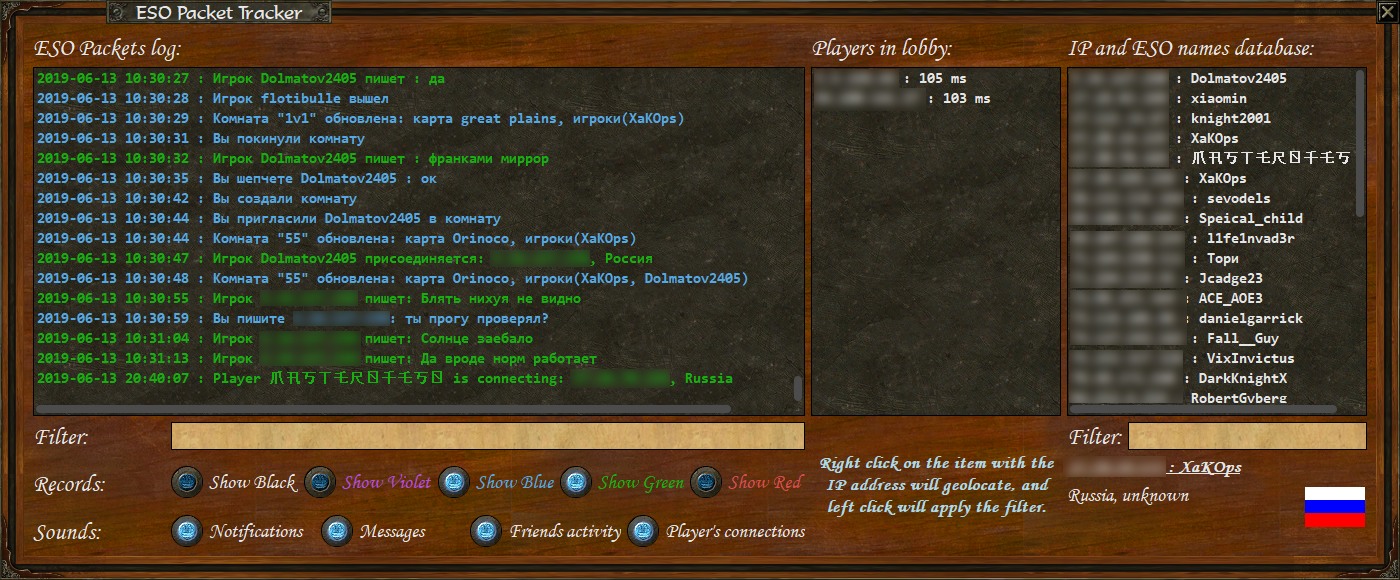 ESO Packet Tracker
ESO Packets log:
2019-06-13 10:30:27 : Игрок Dolmatov2405 пишет : да
2019-06-13 10:30:28 : Игрок flotibulle вышел
2019-06-13 10:30:29 : Комната "1v1" обновлена: карта great plains, игроки(XaKOps)
2019-06-13 10:30:31 : Вы покинули комнату
2019-06-13 10:30:32 : Игрок Dolmatov2405 пишет : франками миррор
2019-06-13 10:30:35 : Вы шепчете Dolmatov2405 : ок
2019-06-13 10:30:42 : Вы создали комнату
2019-06-13 10:30:44 : Вы пригласили Dolmatov2405 в комнату
2019-06-13 10:30:44 : Комната "55" обновлена: карта Orinoco, игроки(XaKOps)
2019-06-13 10:30:47 : Игрок Dolmatov2405 присоединяется: , Россия
2019-06-13 10:30:48 : Комната "55" обновлена: карта Orinoco, игроки(XaKOps, Dolmatov2405)
2019-06-13 10:30:55 : Игрок пишет: Блять нихуя не видно
2019-06-13 10:30:59 : Вы пишите : ты прогу проверял?
2019-06-13 10:31:04 : Игрок пишет: Солнце заебало
2019-06-13 10:31:13 : Игрок пишет: Да вроде норм работает
2019-06-13 20:40:07 : Player is connecting: , Russia
Players in lobby:
: 105 ms
: 103 ms
IP and ESO names database:
: Dolmatov2405
: xiaomin
: knight2001
: XaKOps
:
: XaKOps
: sevodels
: Speical_child
: l1fe1nvad3r
: Тори
: Jcadge23
: ACE_AOE3
: danielgarrick
: Fall__Guy
: VixInvictus
: DarkKnightX
: RobertGyberg
Filter:
Filter:
Records:
Show Black
Show Violet
Show Blue
Show Green
Show Red
Sounds:
Notifications
Messages
Friends activity
Player's connections
Right click on the item with the
IP address will geolocate, and
left click will apply the filter.
: XaKOps
Russia, unknown